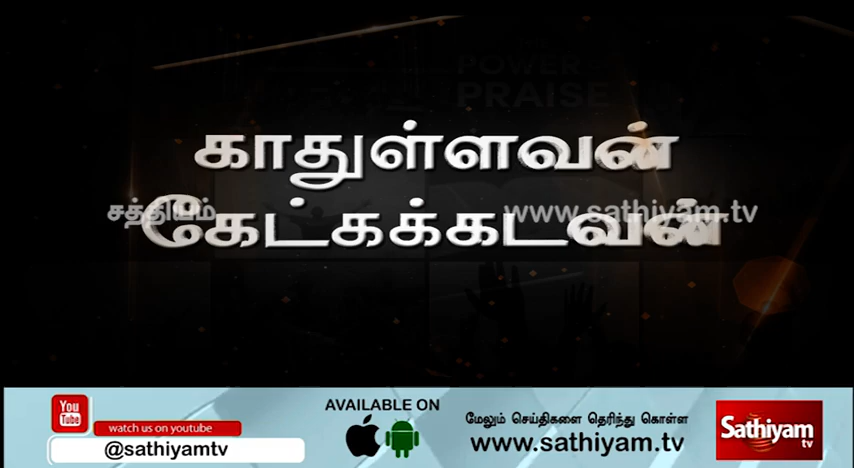 POWER
PRAISE
காதுள்ளவன்
கேட்கக்கடவன்
சத்தியம்
www.sathiyam.tv
You
Tube
watch us on youtube
@sathiyamtv
AVAILABLE ON
மேலும் செய்திகளை தெரிந்து கொள்ள
www.sathiyam.tv
Sathiyam
tv